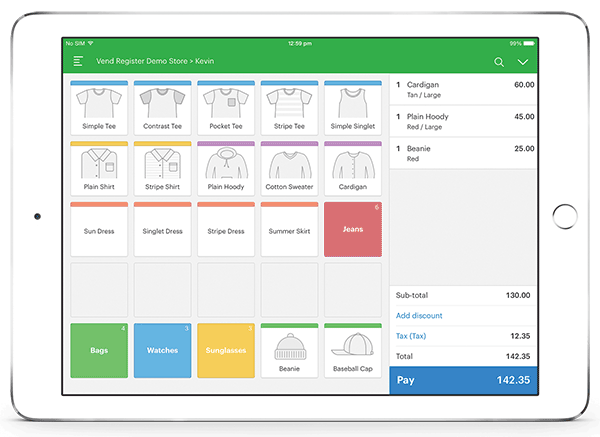 No SIM 12:59 pm 99%
Vend Register Demo Store > Kevin
Simple Tee Contrast Tee Pocket Tee Stripe Tee Simple Singlet
Plain Shirt Stripe Shirt Plain Hoody Cotton Sweater Cardigan
6
Sun Dress Singlet Dress Stripe Dress Summer Skirt Jeans
4 3 3
Bags Watches Sunglasses Beanie Baseball Cap
1 Cardigan 60.00
Tan / Large
1 Plain Hoody 45.00
Red / Large
1 Beanie 25.00
Red
Sub-total 130.00
Add discount
Tax (Tax) 12.35
Total 142.35
Pay 142.35